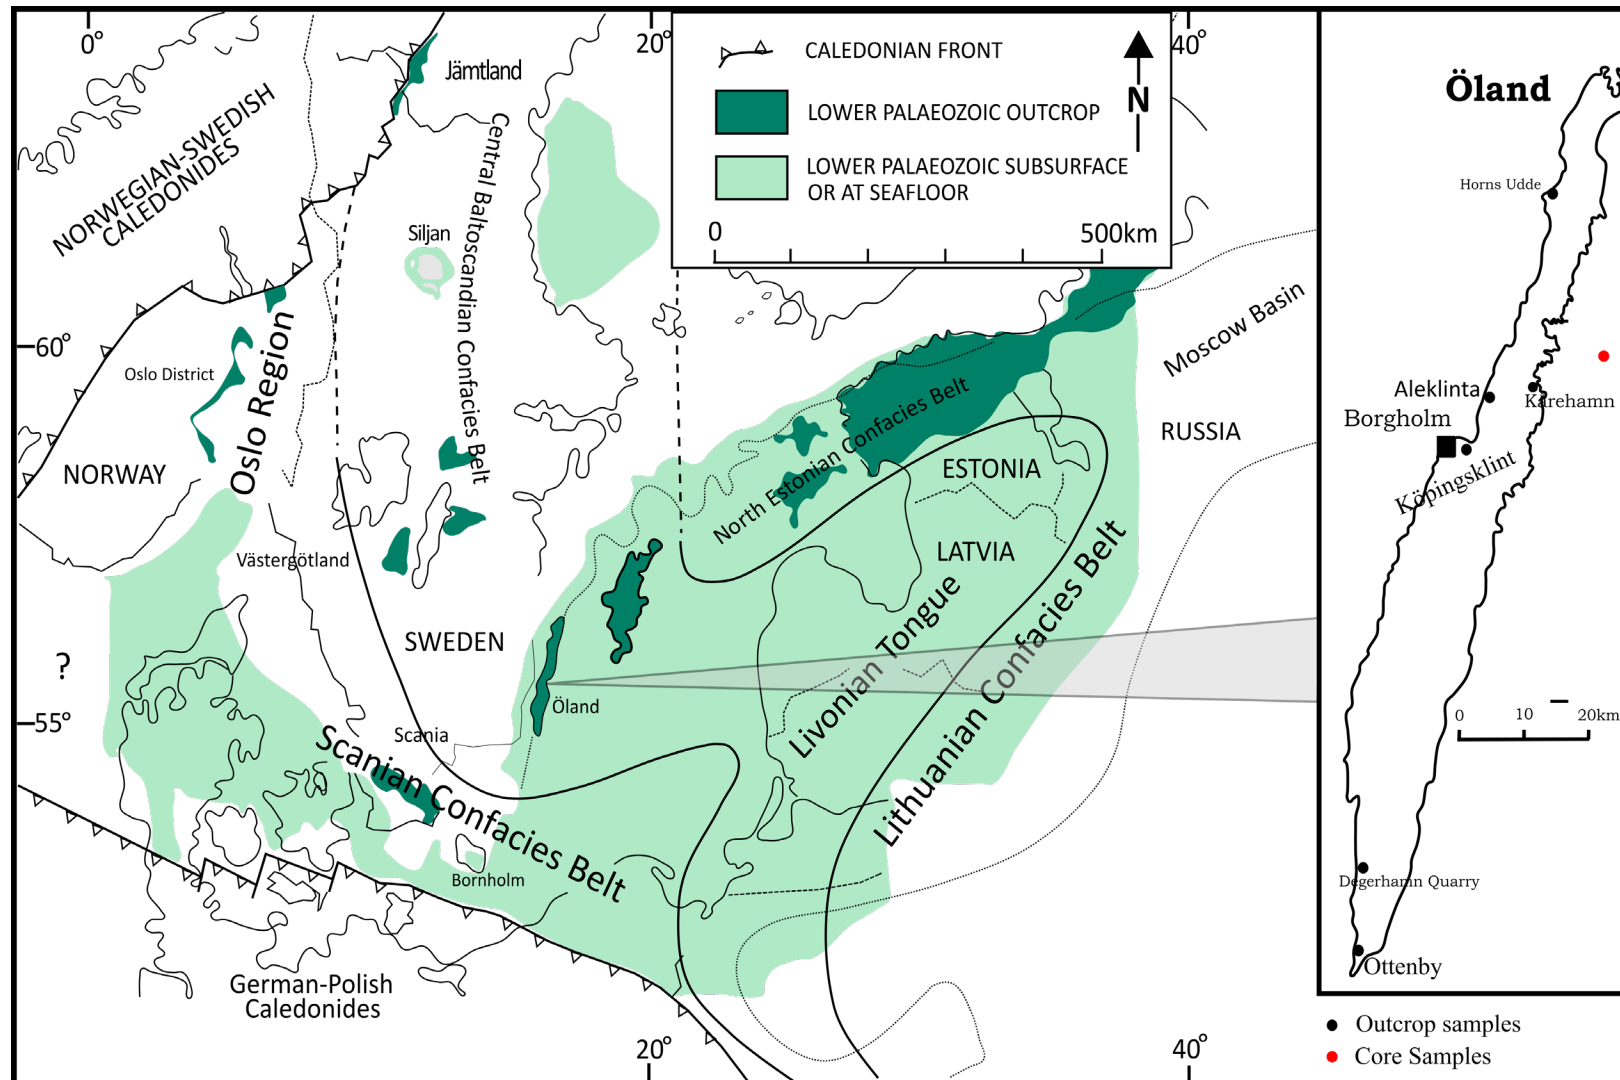 0°
20°
40°
CALEDONIAN FRONT
N
LOWER PALAEOZOIC OUTCROP
LOWER PALAEOZOIC SUBSURFACE
OR AT SEAFLOOR
0
500km
Jämtland
NORWEGIAN-SWEDISH
CALEDONIDES
Central Baltoscandian Confacies Belt
Siljan
60°
Oslo District
Oslo Region
NORWAY
Västergötland
North Estonian Confacies Belt
Moscow Basin
RUSSIA
ESTONIA
LATVIA
SWEDEN
Livonian Tongue
Lithuanian Confacies Belt
?
55°
Öland
Scania
Scanian Confacies Belt
Bornholm
German-Polish
Caledonides
20°
40°
Öland
Horns Udde
Aleklinta
Karehamn
Borgholm
Köpingsklint
0
10
20km
Degerhamn Quarry
Ottenby
Outcrop samples
Core Samples